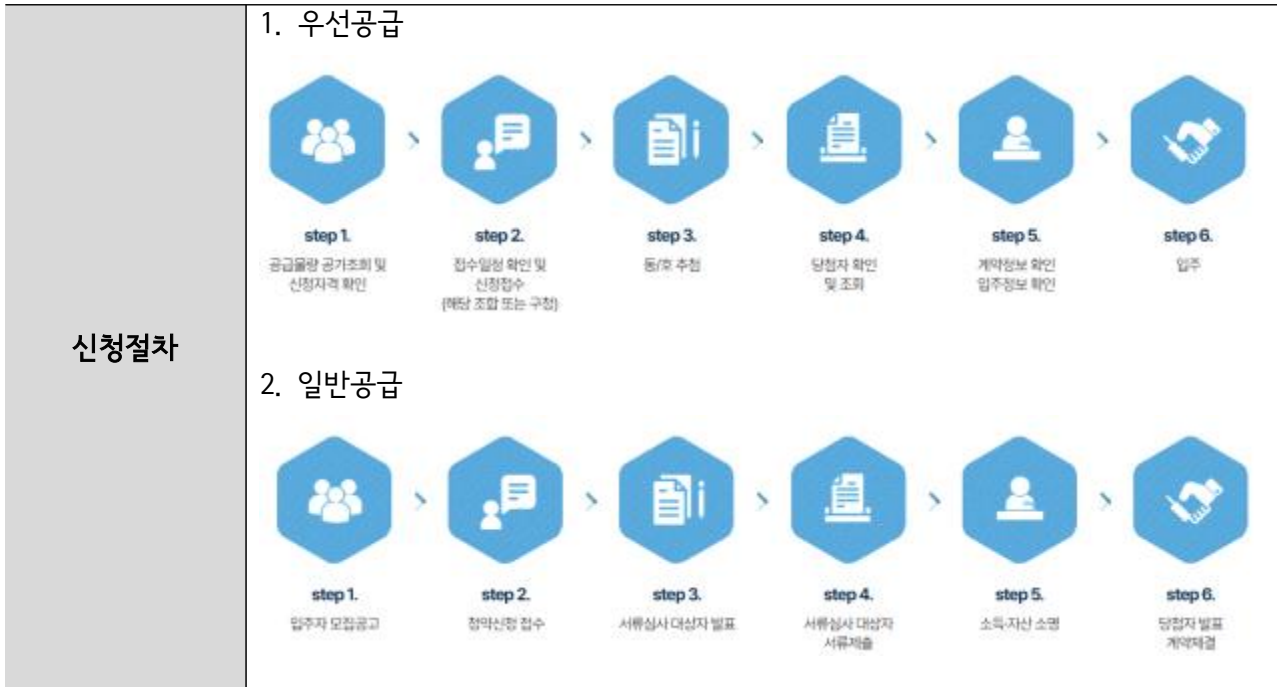 신청절차
1. 우선공급
step 1.
공급물량 공가조회 및
신청자격 확인
step 2.
접수일정 확인 및
신청접수
(해당 조합 또는 구청)
step 3.
동/호 추첨
step 4.
당첨자 확인
및 조회
step 5.
계약정보 확인
입주정보 확인
step 6.
입주
2. 일반공급
step 1.
입주자 모집공고
step 2.
청약신청 접수
step 3.
서류심사 대상자 발표
step 4.
서류심사 대상자
서류제출
step 5.
소득·자산 소명
step 6.
당첨자 발표
계약체결